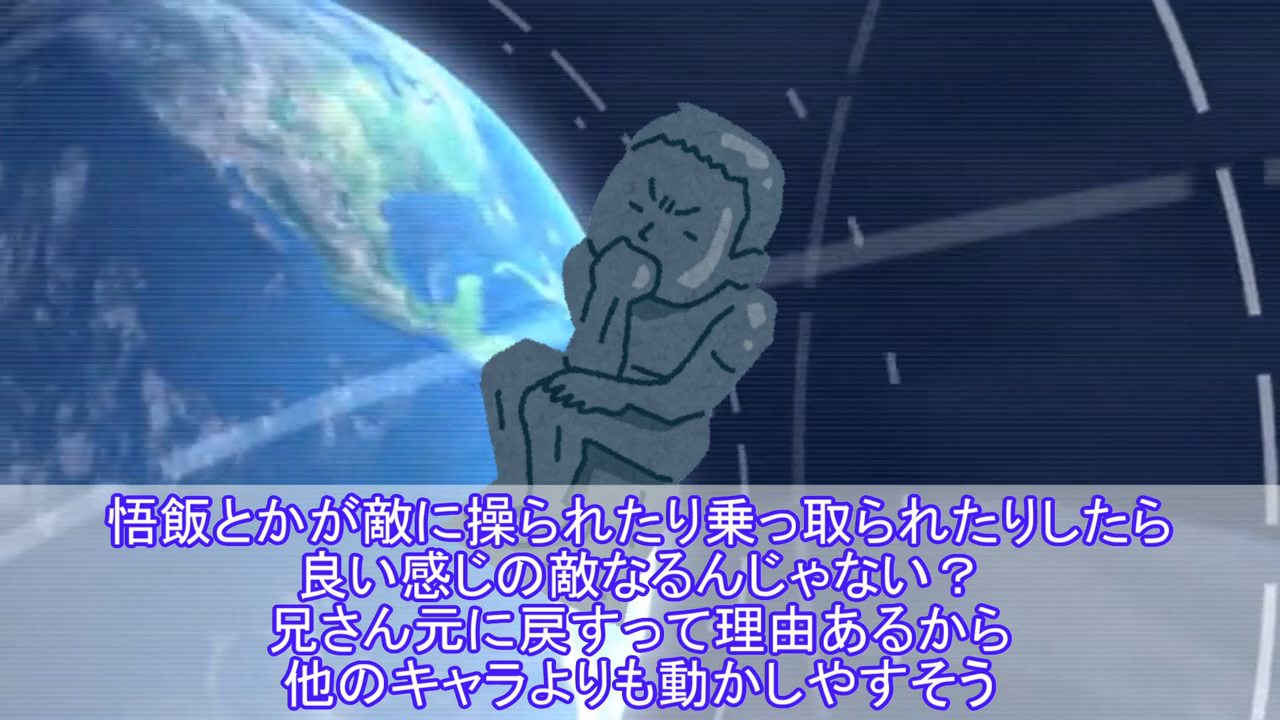 悟飯とかが敵に操られたり乗っ取られたりしたら
良い感じの敵なるんじゃない？
兄さん元に戻すって理由あるから
他のキャラよりも動かしやすそう